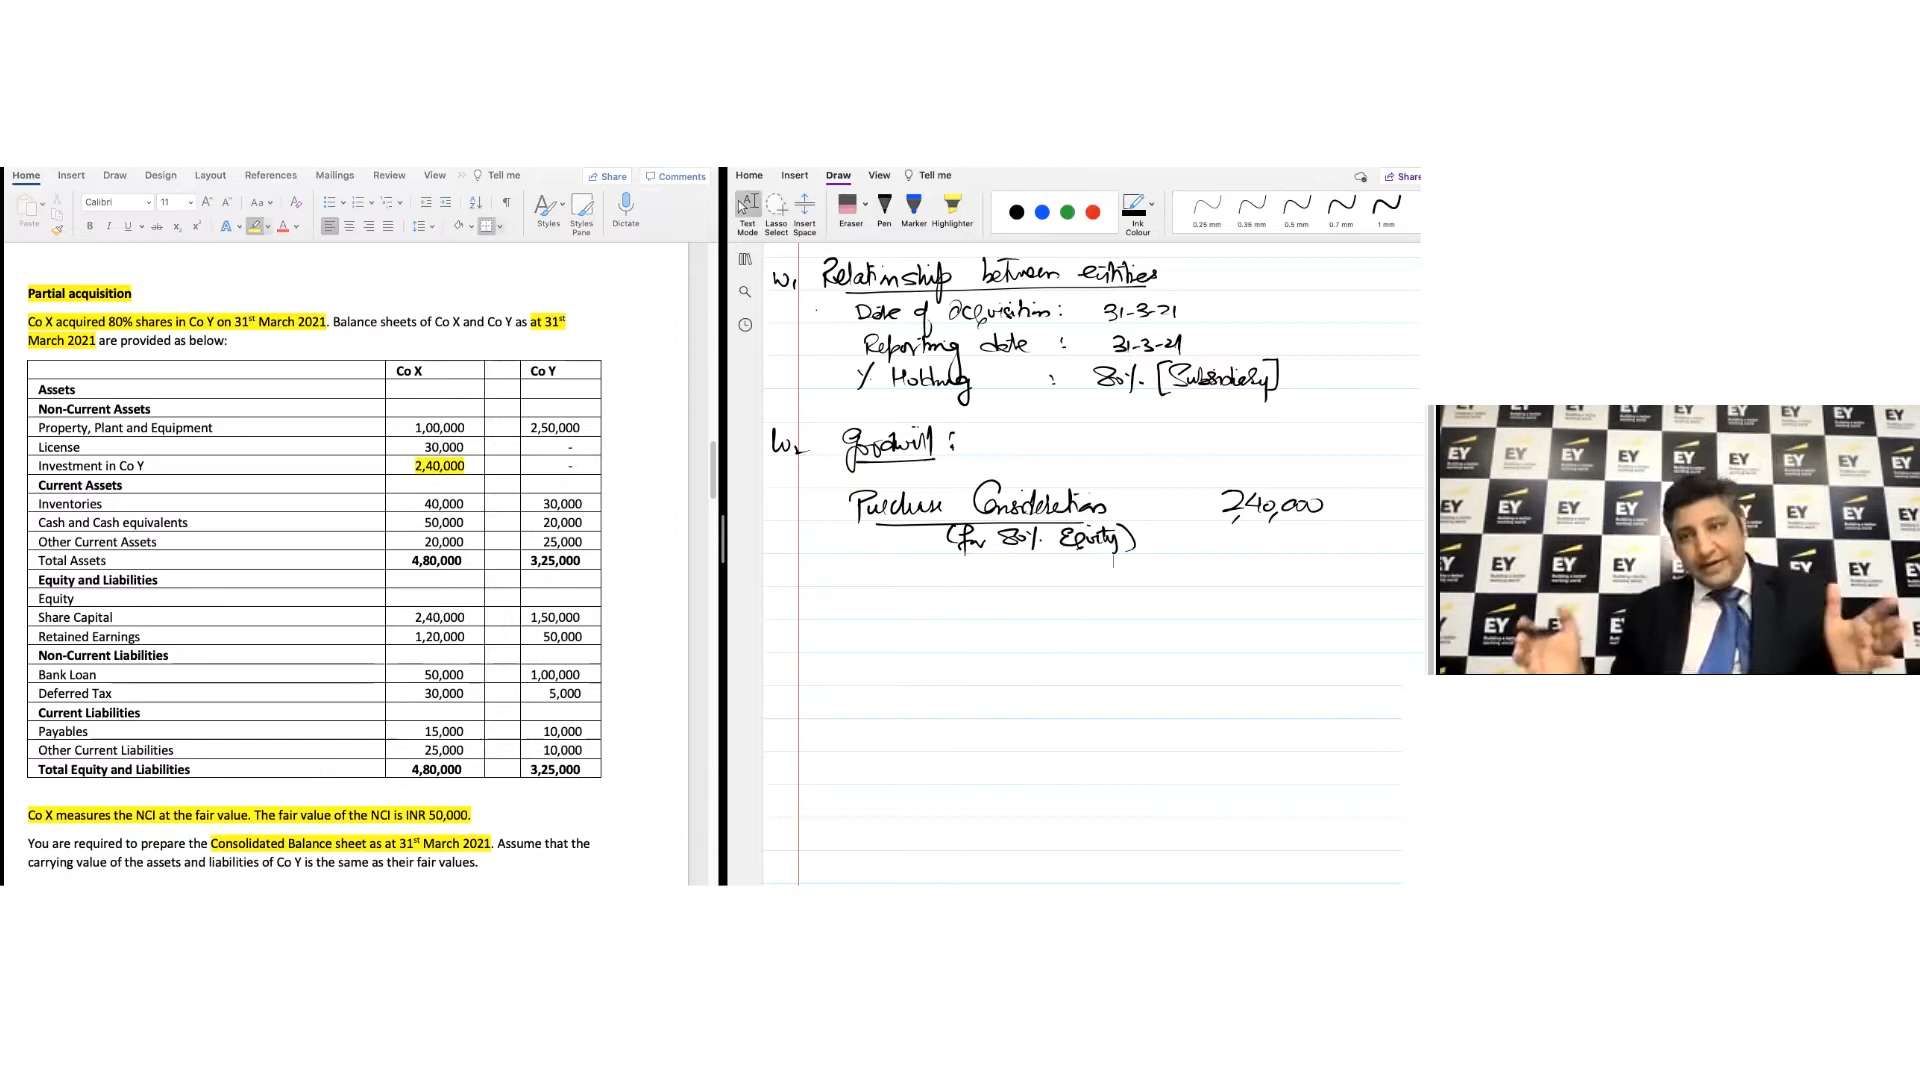 Home Insert Draw Design Layout References Mailings Review View Tell me Share Comments
Calibri 11 Aa
Paste Styles Styles Pane Dictate
Partial acquisition
Co X acquired 80% shares in Co Y on 31st March 2021. Balance sheets of Co X and Co Y as at 31st
March 2021 are provided as below:
Co X Co Y
Assets
Non-Current Assets
Property, Plant and Equipment 1,00,000 2,50,000
License 30,000 -
Investment in Co Y 2,40,000 -
Current Assets
Inventories 40,000 30,000
Cash and Cash equivalents 50,000 20,000
Other Current Assets 20,000 25,000
Total Assets 4,80,000 3,25,000
Equity and Liabilities
Equity
Share Capital 2,40,000 1,50,000
Retained Earnings 1,20,000 50,000
Non-Current Liabilities
Bank Loan 50,000 1,00,000
Deferred Tax 30,000 5,000
Current Liabilities
Payables 15,000 10,000
Other Current Liabilities 25,000 10,000
Total Equity and Liabilities 4,80,000 3,25,000
Co X measures the NCI at the fair value. The fair value of the NCI is INR 50,000.
You are required to prepare the Consolidated Balance sheet as at 31st March 2021. Assume that the
carrying value of the assets and liabilities of Co Y is the same as their fair values.
Home Insert Draw View Tell me Share
Text Mode Lasso Select Insert Space Eraser Pen Marker Highlighter Ink Colour 0.25 mm 0.35 mm 0.5 mm 0.7 mm 1 mm
W1 Relationship between entities
Date of acquisition: 31-3-21
Reporting date : 31-3-21
% Holding : 80% [Subsidiary]
W2 Goodwill:
Purchase Consideration 240,000
(for 80% Equity)
EY
Building a better working world